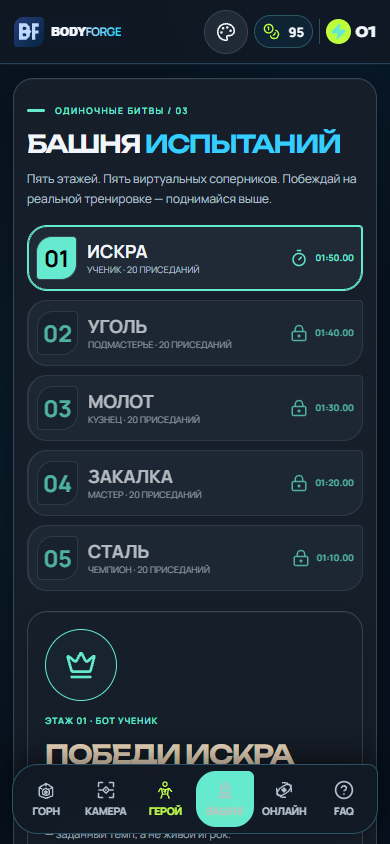 BF BODYFORGE
95
01
ОДИНОЧНЫЕ БИТВЫ / 03
БАШНЯ ИСПЫТАНИЙ
Пять этажей. Пять виртуальных соперников. Побеждай на
реальной тренировке — поднимайся выше.
01 ИСКРА 01:50.00
УЧЕНИК · 20 ПРИСЕДАНИЙ
02 УГОЛЬ 01:40.00
ПОДМАСТЕРЬЕ · 20 ПРИСЕДАНИЙ
03 МОЛОТ 01:30.00
КУЗНЕЦ · 20 ПРИСЕДАНИЙ
04 ЗАКАЛКА 01:20.00
МАСТЕР · 20 ПРИСЕДАНИЙ
05 СТАЛЬ 01:10.00
ЧЕМПИОН · 20 ПРИСЕДАНИЙ
ЭТАЖ 01 · БОТ УЧЕНИК
ПОБЕДИ ИСКРА
ГОРН КАМЕРА ГЕРОЙ БАШНЯ ОНЛАЙН FAQ
— заданный темп, а не живой игрок.